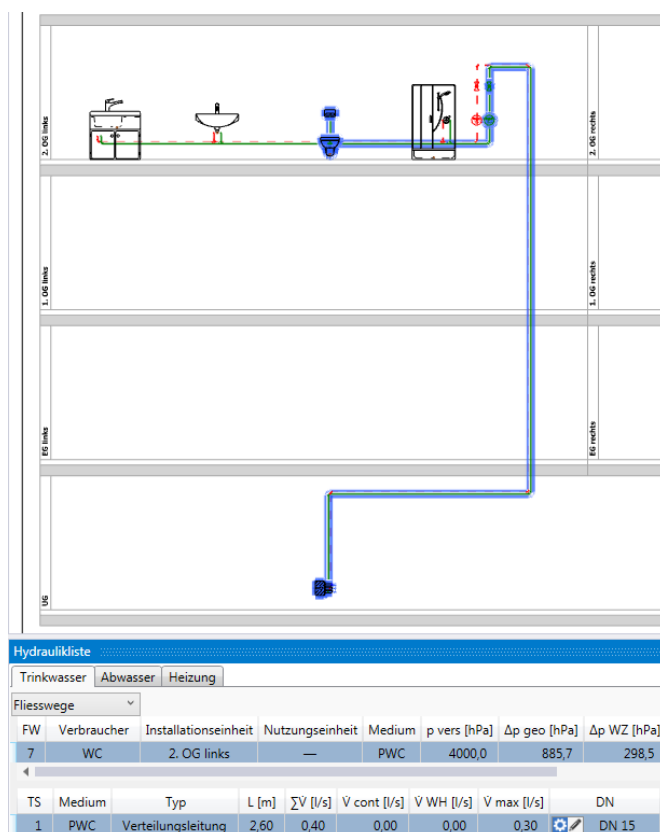 2. OG links
2. OG rechts
1. OG links
1. OG rechts
EG links
EG rechts
UG
Hydraulikliste
Trinkwasser Abwasser Heizung
Fliesswege
FW Verbraucher Installationseinheit Nutzungseinheit Medium p vers [hPa] Δp geo [hPa] Δp WZ [hPa]
7 WC 2. OG links — PWC 4000,0 885,7 298,5
TS Medium Typ L [m] ∑V̇ [l/s] V̇ cont [l/s] V̇ WH [l/s] V̇ max [l/s] DN
1 PWC Verteilungsleitung 2,60 0,40 0,00 0,00 0,30 DN 15